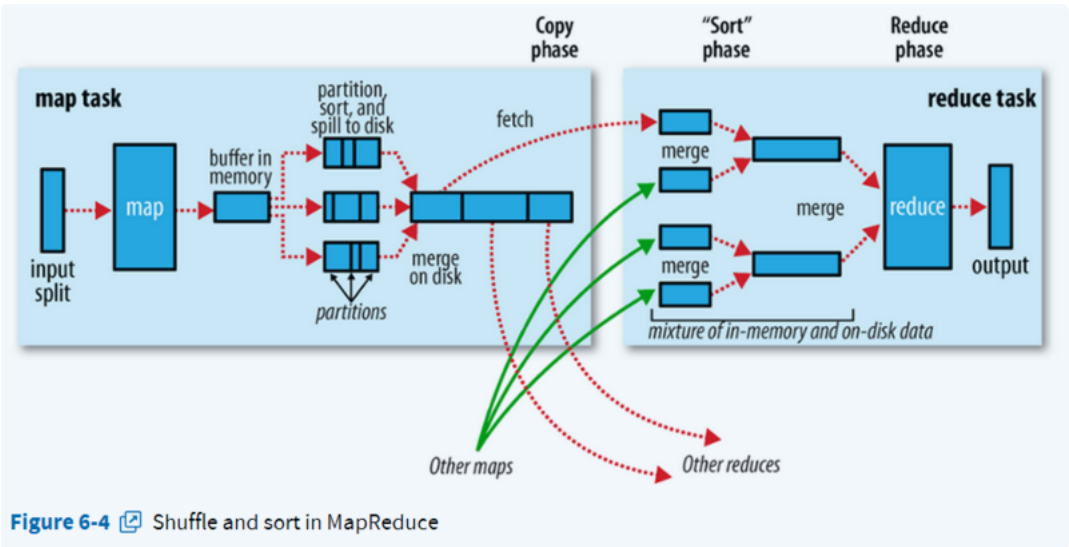 Copy
phase
"Sort"
phase
Reduce
phase
map task
reduce task
partition,
sort, and
spill to disk
fetch
buffer in
memory
merge
map
merge
reduce
merge
on disk
merge
input
split
output
partitions
mixture of in-memory and on-disk data
Other maps
Other reduces
Figure 6-4 Shuffle and sort in MapReduce